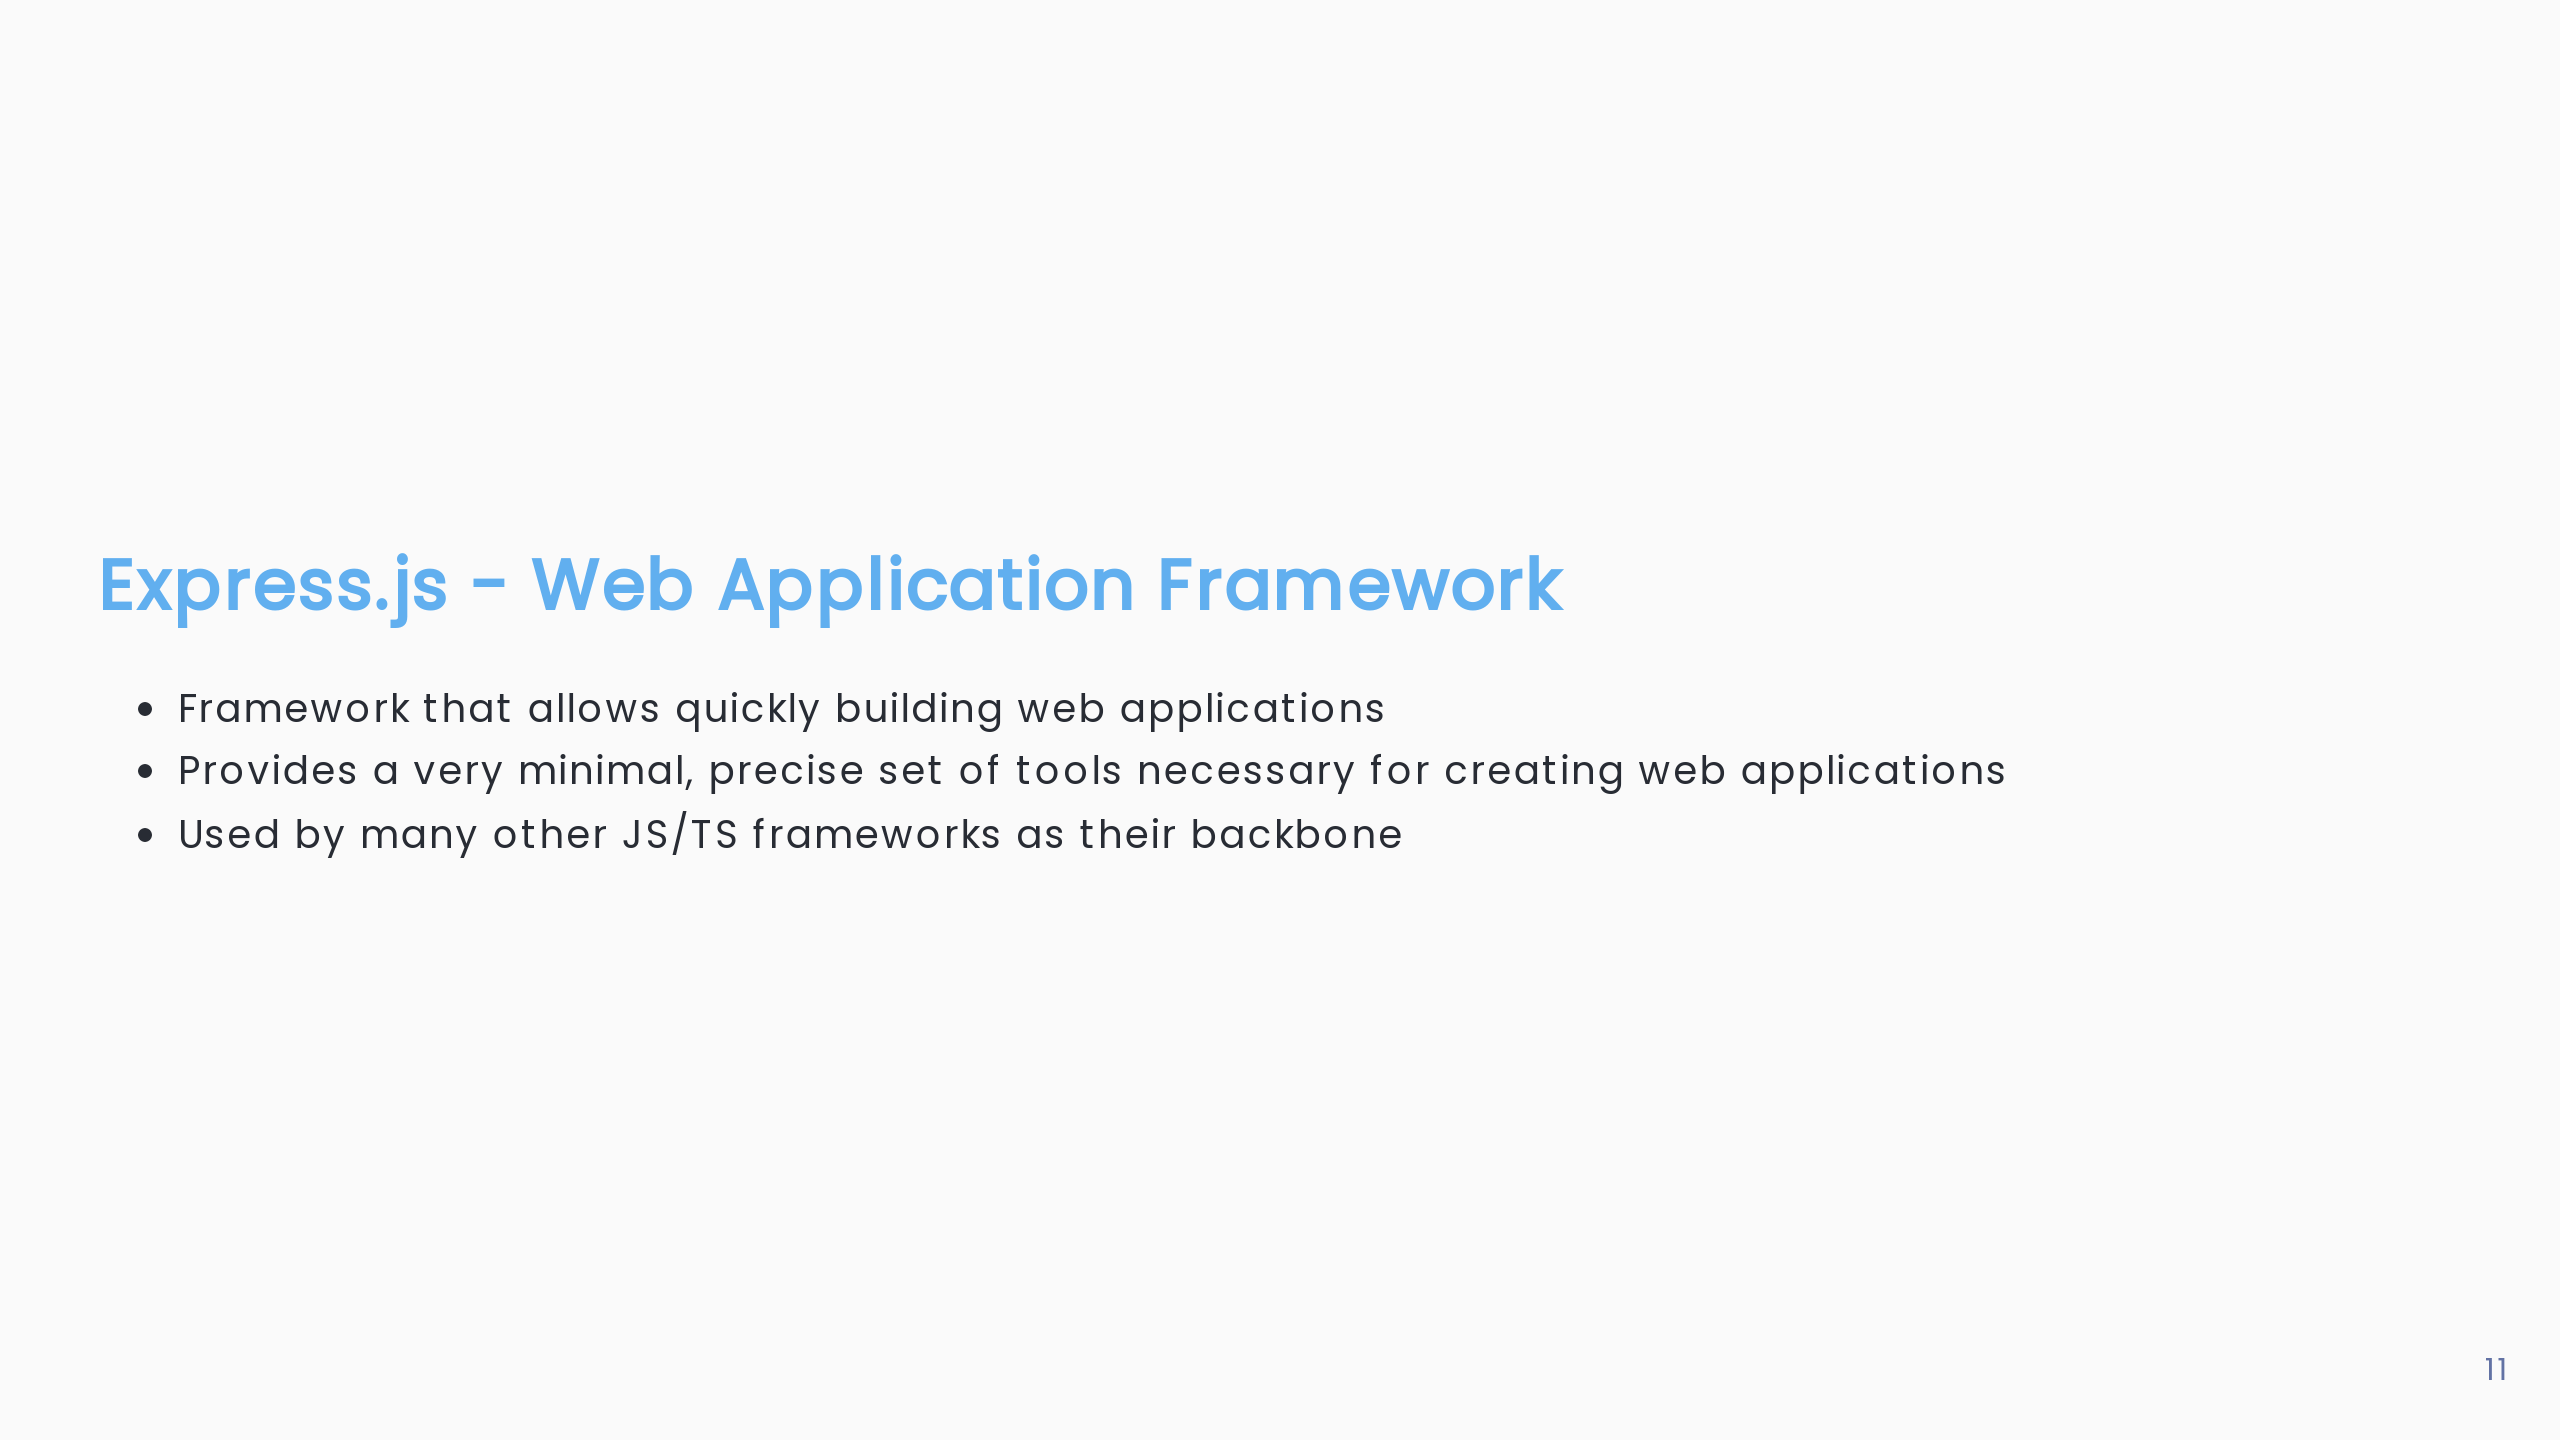 Express.js - Web Application Framework
• Framework that allows quickly building web applications
• Provides a very minimal, precise set of tools necessary for creating web applications
• Used by many other JS/TS frameworks as their backbone
11